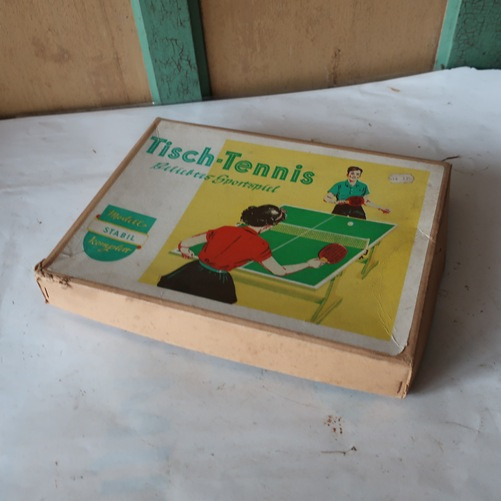 Tisch-Tennis
Beliebtes Sportspiel
Modell
STABIL
Komplett